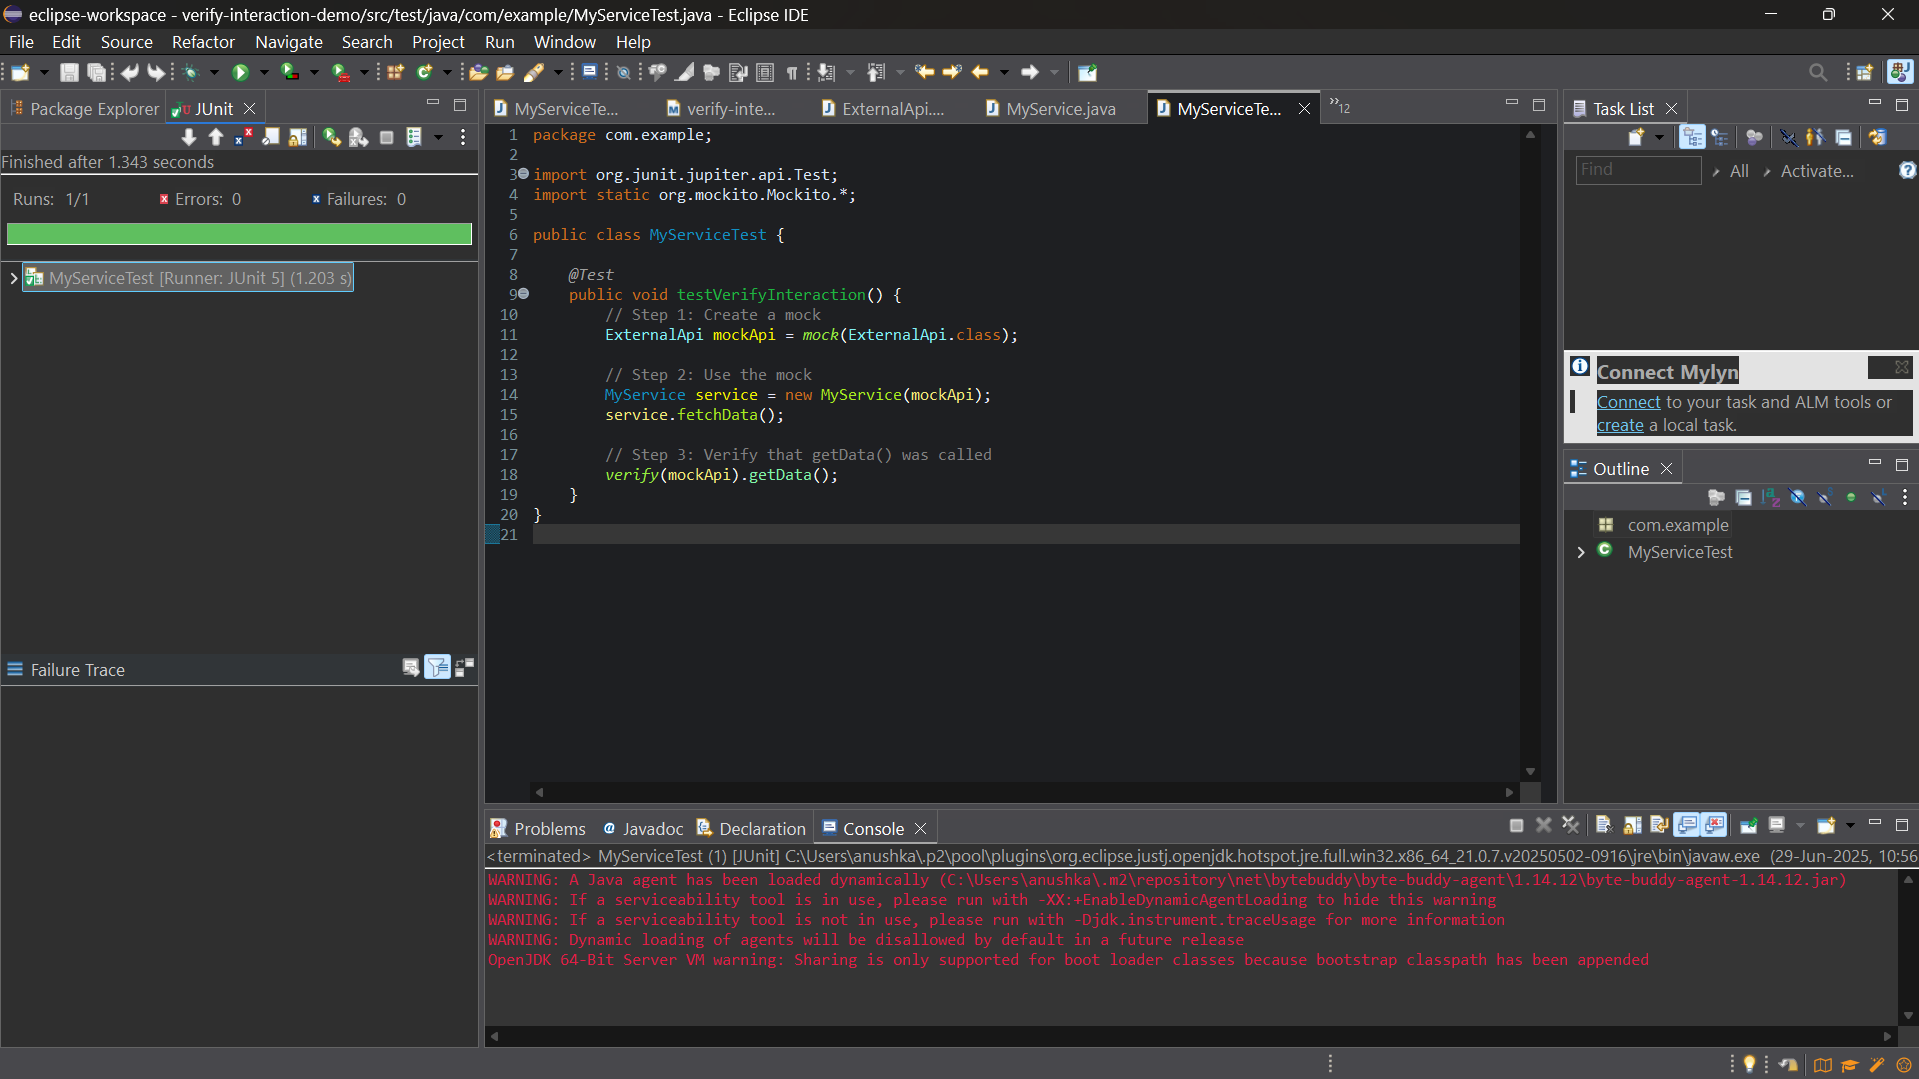 eclipse-workspace - verify-interaction-demo/src/test/java/com/example/MyServiceTest.java - Eclipse IDE
File Edit Source Refactor Navigate Search Project Run Window Help
Package Explorer JUnit
Finished after 1.343 seconds
Runs: 1/1 Errors: 0 Failures: 0
MyServiceTest [Runner: JUnit 5] (1.203 s)
Failure Trace
MyServiceTe... verify-inte... ExternalApi.... MyService.java MyServiceTe... »12
1 package com.example;
2
3 import org.junit.jupiter.api.Test;
4 import static org.mockito.Mockito.*;
5
6 public class MyServiceTest {
7
8 @Test
9 public void testVerifyInteraction() {
10 // Step 1: Create a mock
11 ExternalApi mockApi = mock(ExternalApi.class);
12
13 // Step 2: Use the mock
14 MyService service = new MyService(mockApi);
15 service.fetchData();
16
17 // Step 3: Verify that getData() was called
18 verify(mockApi).getData();
19 }
20 }
21
Task List
Find All Activate...
Connect Mylyn
Connect to your task and ALM tools or
create a local task.
Outline
com.example
MyServiceTest
Problems Javadoc Declaration Console
<terminated> MyServiceTest (1) [JUnit] C:\Users\anushka\.p2\pool\plugins\org.eclipse.justj.openjdk.hotspot.jre.full.win32.x86_64_21.0.7.v20250502-0916\jre\bin\javaw.exe (29-Jun-2025, 10:56
WARNING: A Java agent has been loaded dynamically (C:\Users\anushka\.m2\repository\net\bytebuddy\byte-buddy-agent\1.14.12\byte-buddy-agent-1.14.12.jar)
WARNING: If a serviceability tool is in use, please run with -XX:+EnableDynamicAgentLoading to hide this warning
WARNING: If a serviceability tool is not in use, please run with -Djdk.instrument.traceUsage for more information
WARNING: Dynamic loading of agents will be disallowed by default in a future release
OpenJDK 64-Bit Server VM warning: Sharing is only supported for boot loader classes because bootstrap classpath has been appended